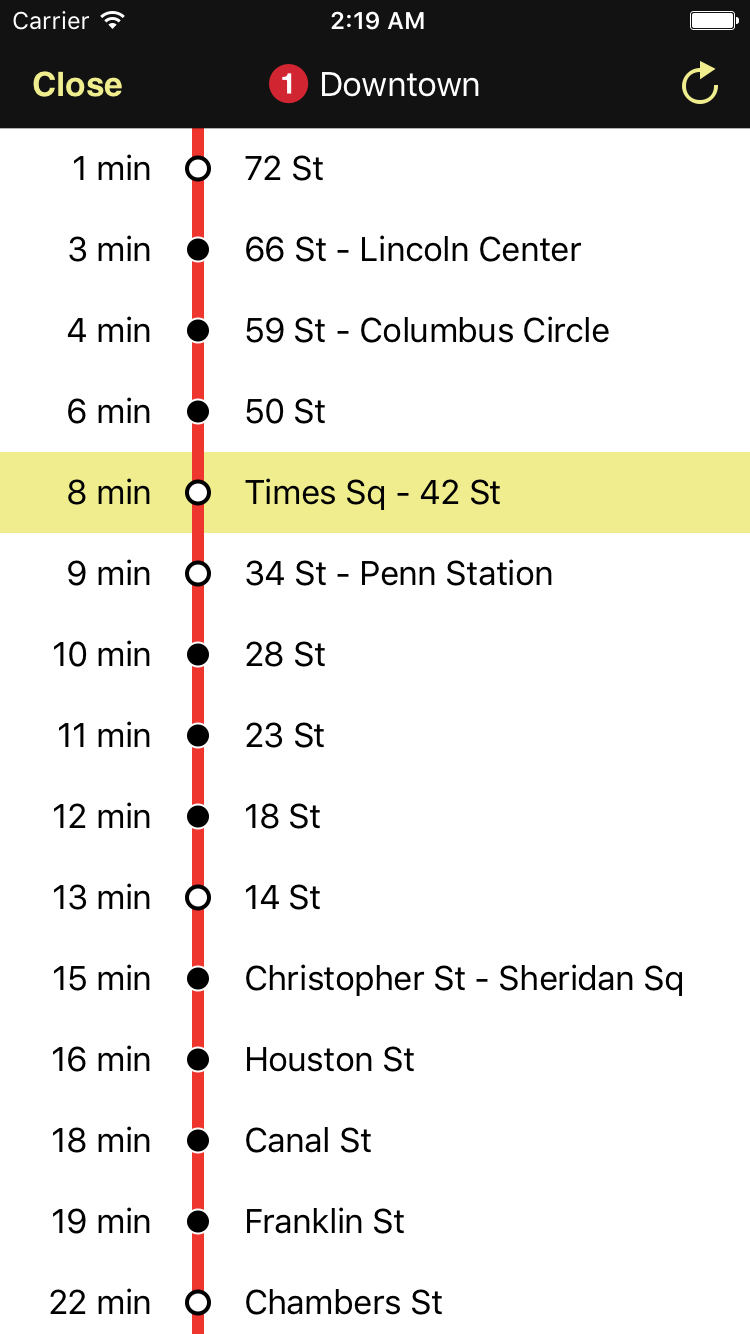 Carrier 2:19 AM
Close 1 Downtown
1 min 72 St
3 min 66 St - Lincoln Center
4 min 59 St - Columbus Circle
6 min 50 St
8 min Times Sq - 42 St
9 min 34 St - Penn Station
10 min 28 St
11 min 23 St
12 min 18 St
13 min 14 St
15 min Christopher St - Sheridan Sq
16 min Houston St
18 min Canal St
19 min Franklin St
22 min Chambers St